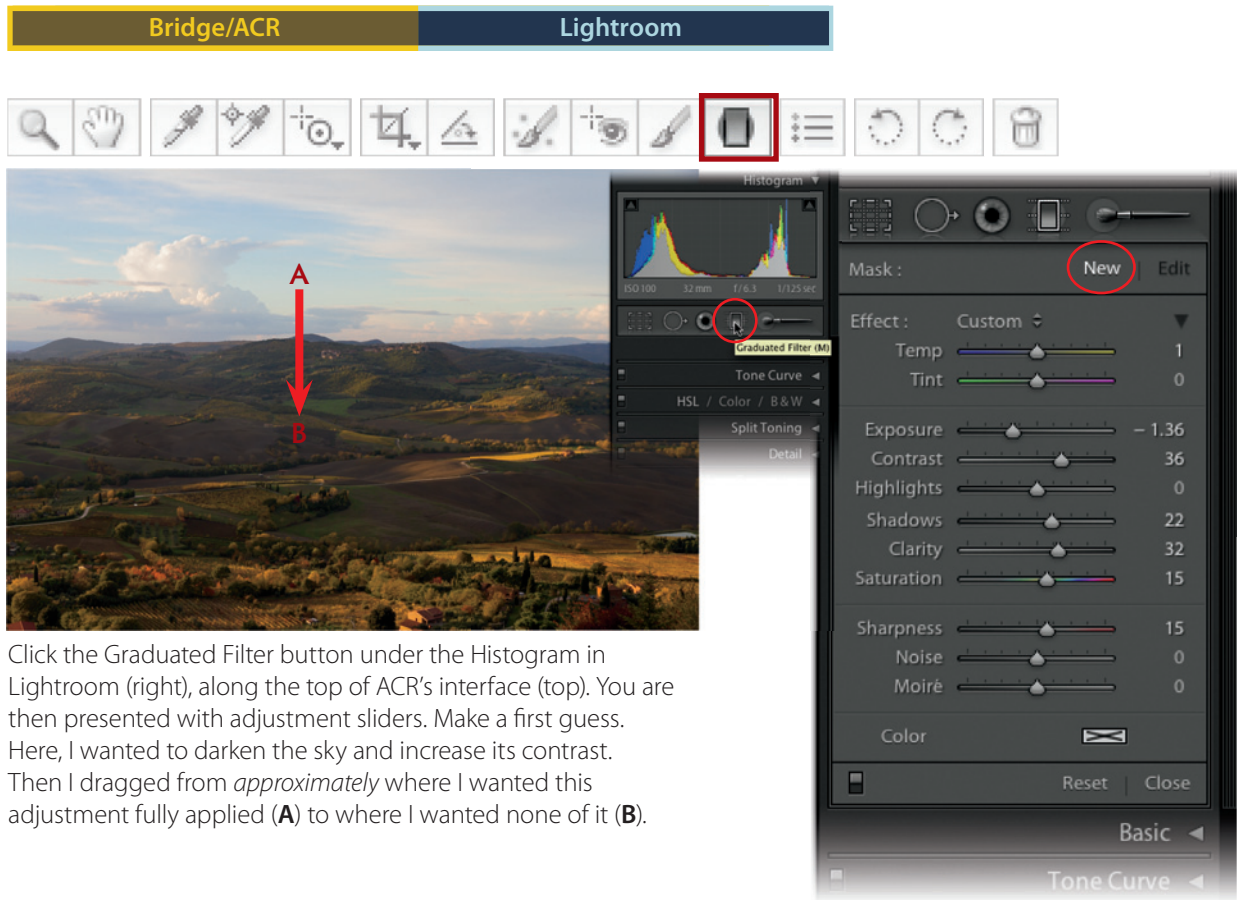 Bridge/ACR
Lightroom
A
B
Histogram
ISO 100 32 mm f/6.3 1/125 sec
Graduated Filter (M)
Tone Curve
HSL / Color / B & W
Split Toning
Detail
Mask :
New | Edit
Effect : Custom
Temp 1
Tint 0
Exposure – 1.36
Contrast 36
Highlights 0
Shadows 22
Clarity 32
Saturation 15
Sharpness 15
Noise 0
Moiré 0
Color
Reset | Close
Basic
Tone Curve
Click the Graduated Filter button under the Histogram in
Lightroom (right), along the top of ACR’s interface (top). You are
then presented with adjustment sliders. Make a first guess.
Here, I wanted to darken the sky and increase its contrast.
Then I dragged from approximately where I wanted this
adjustment fully applied (A) to where I wanted none of it (B).